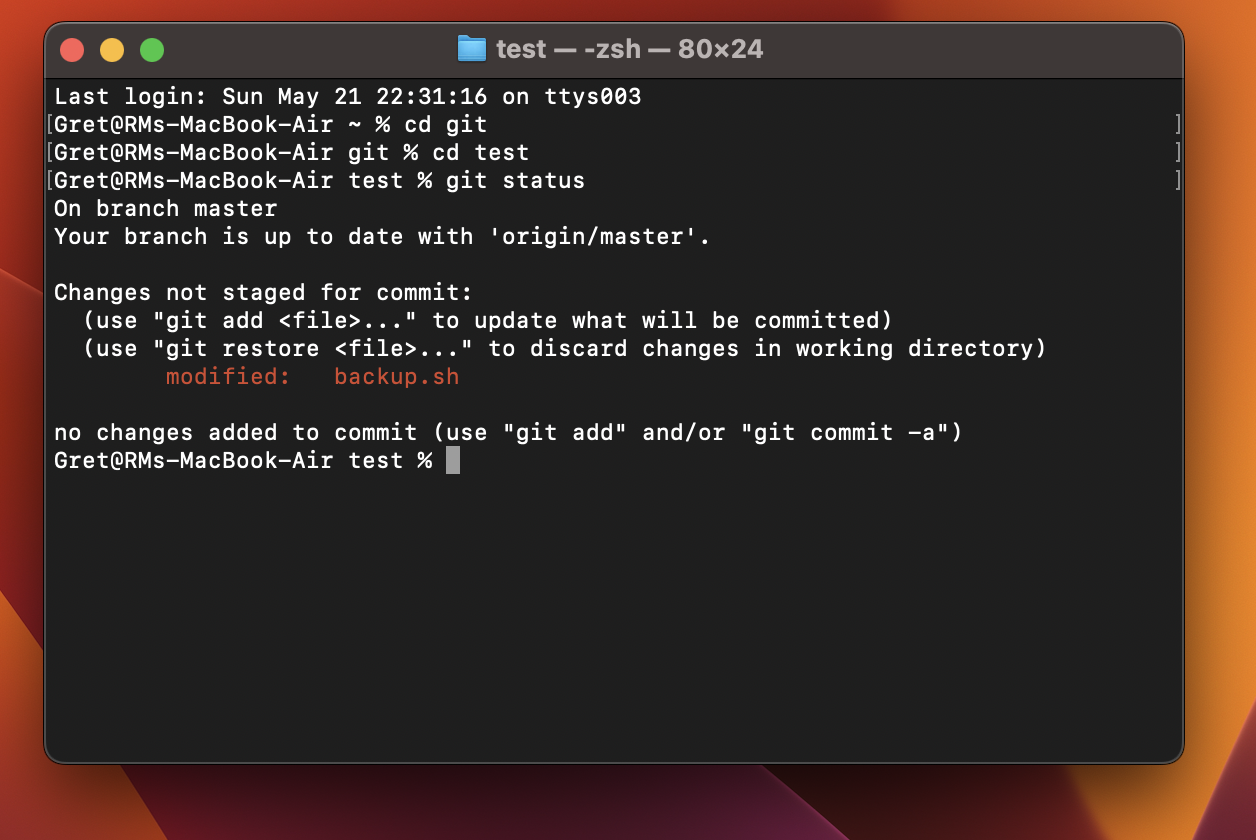 test — -zsh — 80×24
Last login: Sun May 21 22:31:16 on ttys003
[Gret@RMs-MacBook-Air ~ % cd git ]
[Gret@RMs-MacBook-Air git % cd test ]
[Gret@RMs-MacBook-Air test % git status ]
On branch master
Your branch is up to date with 'origin/master'.
Changes not staged for commit:
(use "git add <file>..." to update what will be committed)
(use "git restore <file>..." to discard changes in working directory)
modified: backup.sh
no changes added to commit (use "git add" and/or "git commit -a")
Gret@RMs-MacBook-Air test %